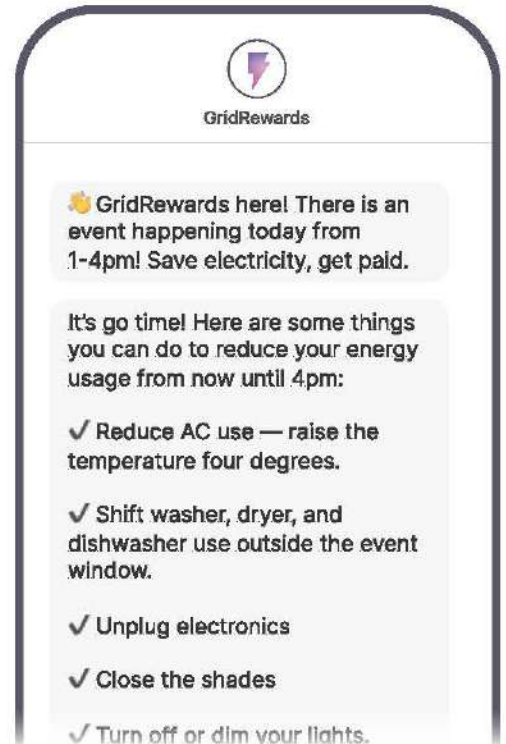 GridRewards
👋 GridRewards here! There is an
event happening today from
1-4pm! Save electricity, get paid.
It's go time! Here are some things
you can do to reduce your energy
usage from now until 4pm:
✓ Reduce AC use — raise the
temperature four degrees.
✓ Shift washer, dryer, and
dishwasher use outside the event
window.
✓ Unplug electronics
✓ Close the shades
✓ Turn off or dim your lights.